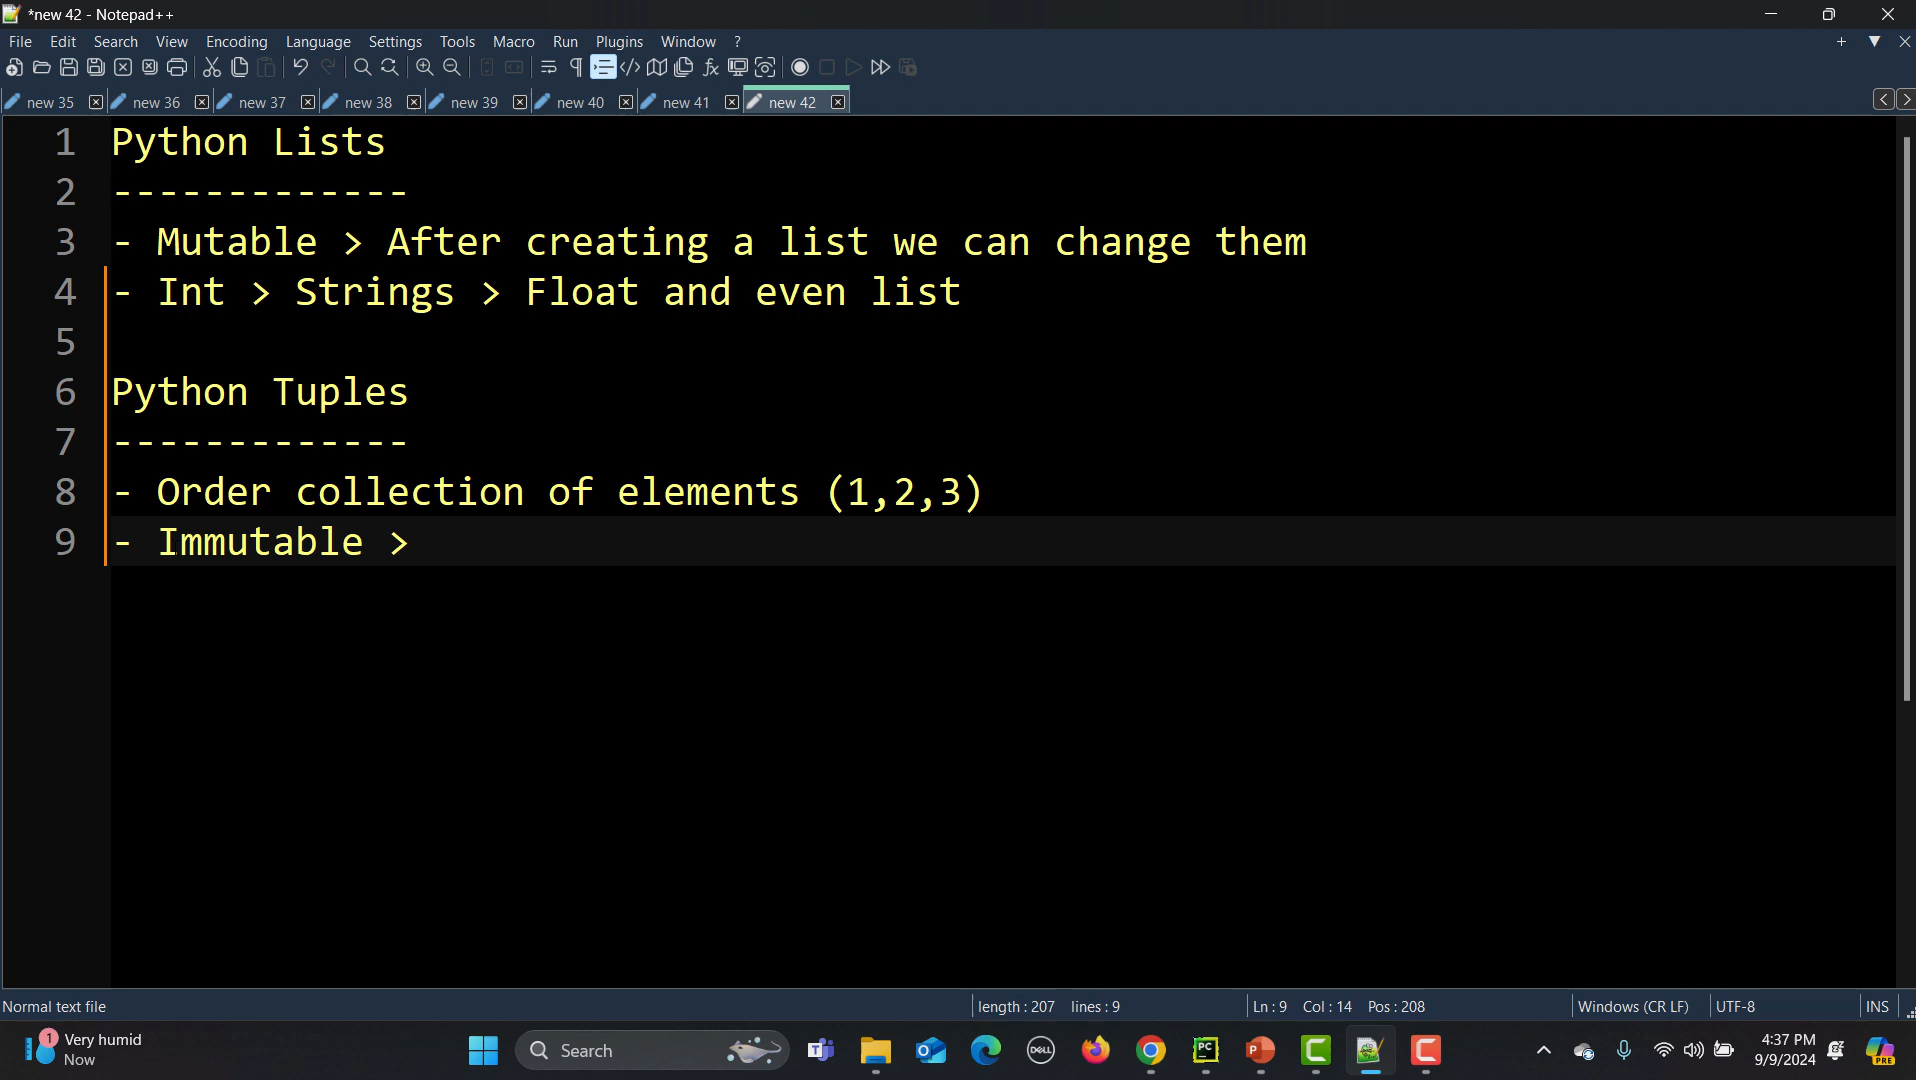 *new 42 - Notepad++
File Edit Search View Encoding Language Settings Tools Macro Run Plugins Window ?
new 35 new 36 new 37 new 38 new 39 new 40 new 41 new 42
1 Python Lists
2 -------------
3 - Mutable > After creating a list we can change them
4 - Int > Strings > Float and even list
5
6 Python Tuples
7 -------------
8 - Order collection of elements (1,2,3)
9 - Immutable >
Normal text file length : 207 lines : 9 Ln : 9 Col : 14 Pos : 208 Windows (CR LF) UTF-8 INS
1 Very humid
Now
Search
DELL
PC
4:37 PM
9/9/2024
PRE